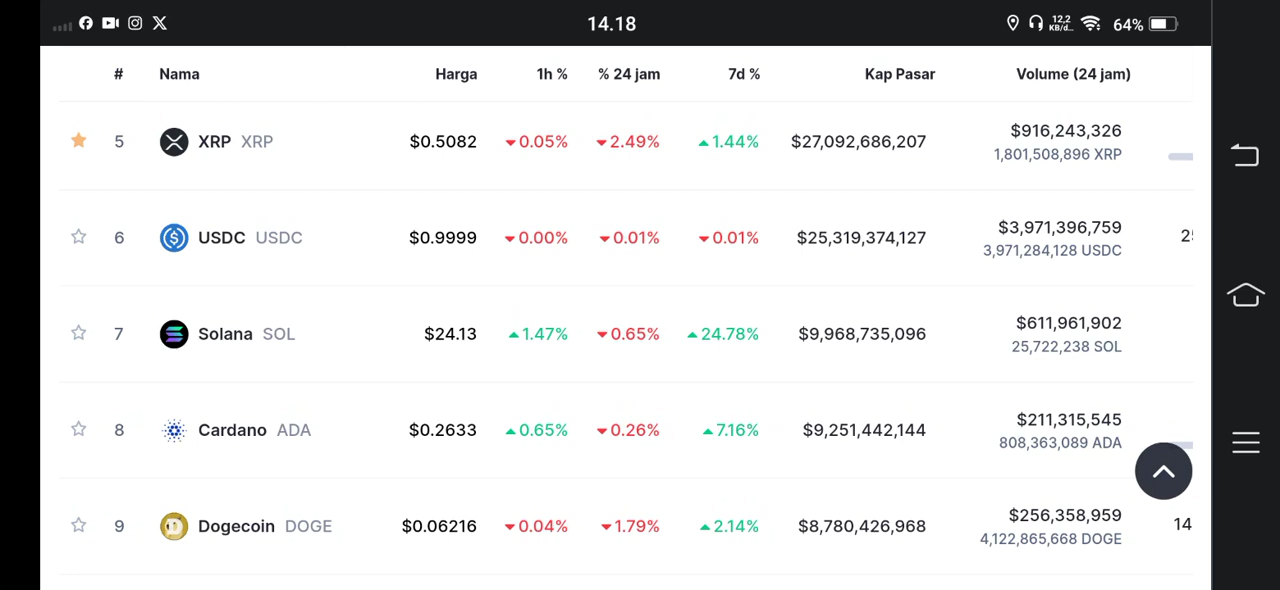 14.18
12,2
KB/d...
64%
# Nama Harga 1h % % 24 jam 7d % Kap Pasar Volume (24 jam)
5 XRP XRP $0.5082 0.05% 2.49% 1.44% $27,092,686,207 $916,243,326
1,801,508,896 XRP
6 USDC USDC $0.9999 0.00% 0.01% 0.01% $25,319,374,127 $3,971,396,759
3,971,284,128 USDC
7 Solana SOL $24.13 1.47% 0.65% 24.78% $9,968,735,096 $611,961,902
25,722,238 SOL
8 Cardano ADA $0.2633 0.65% 0.26% 7.16% $9,251,442,144 $211,315,545
808,363,089 ADA
9 Dogecoin DOGE $0.06216 0.04% 1.79% 2.14% $8,780,426,968 $256,358,959
4,122,865,668 DOGE
14